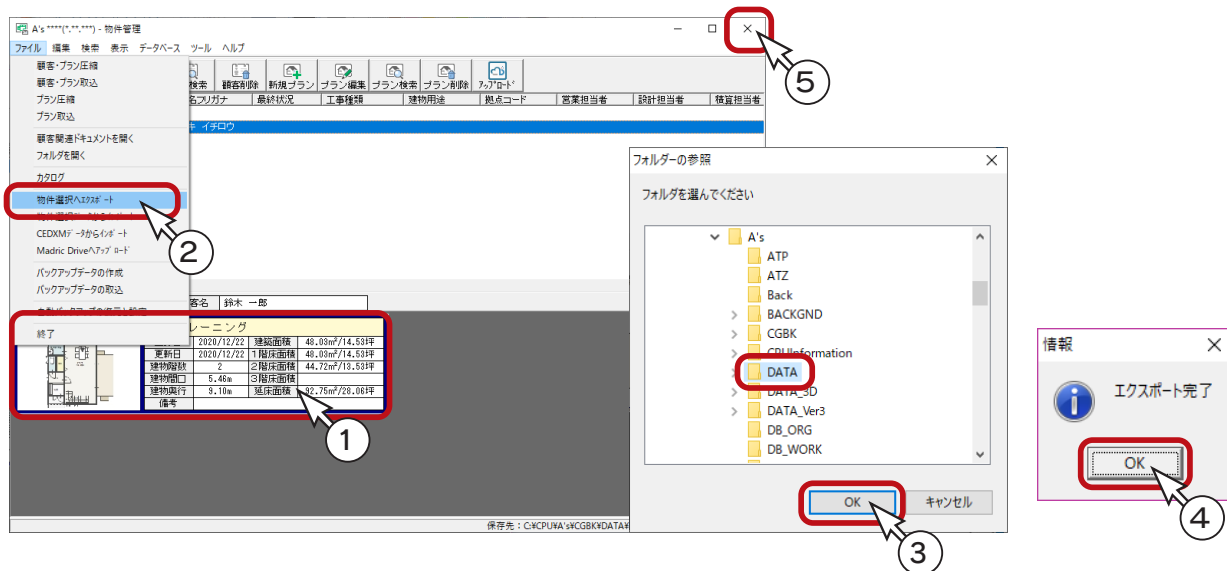 A's ****(*.**.***) - 物件管理
ファイル 編集 検索 表示 データベース ツール ヘルプ
顧客・プラン圧縮
顧客・プラン取込
プラン圧縮
プラン取込
顧客関連ドキュメントを開く
フォルダを開く
カタログ
物件選択へエクスポート
CEDXMデータからインポート
Madric Driveへアップロード
バックアップデータの作成
バックアップデータの取込
終了
検索 顧客削除 新規プラン プラン編集 プラン検索 プラン削除 アップロード
名フリガナ 最終状況 工事種類 建物用途 拠点コード 営業担当者 設計担当者 積算担当者
キ イチロウ
客名 鈴木 一郎
レーニング
2020/12/22 建築面積 48.03m²/14.53坪
更新日 2020/12/22 1階床面積 48.03m²/14.53坪
建物階数 2 2階床面積 44.72m²/13.53坪
建物間口 5.46m 3階床面積
建物奥行 9.10m 延床面積 92.75m²/28.06坪
備考
保存先:C:¥CPU¥A's¥CGBK¥DATA¥
①
②
⑤
フォルダーの参照
フォルダを選んでください
A's
ATP
ATZ
Back
BACKGND
CGBK
CPUInformation
DATA
DATA_3D
DATA_Ver3
DB_ORG
DB_WORK
OK キャンセル
③
情報
エクスポート完了
OK
④